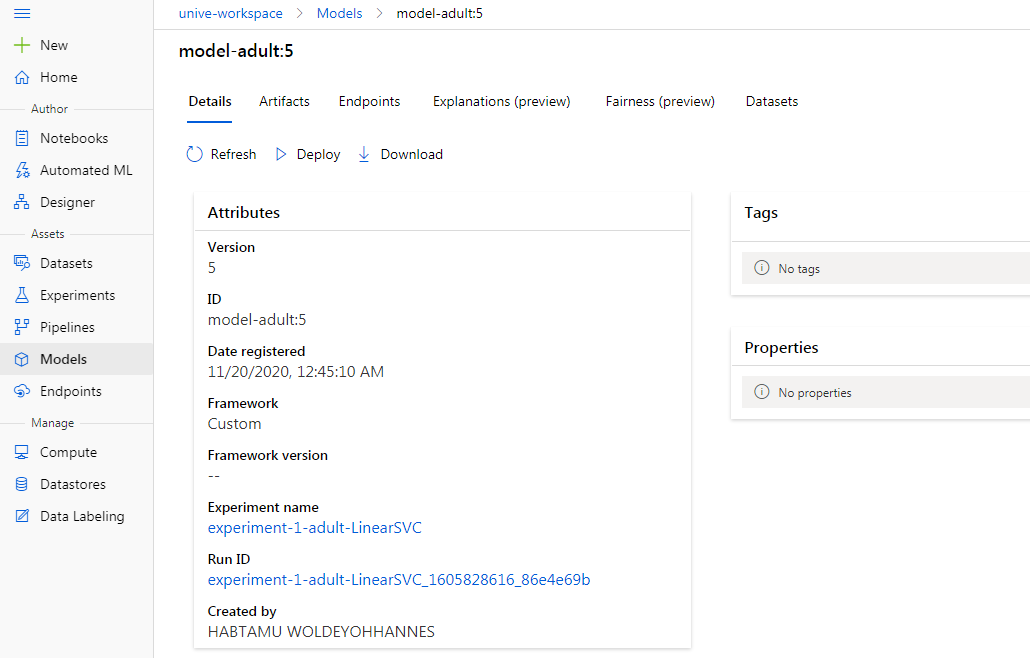 unive-workspace > Models > model-adult:5
model-adult:5
New
Home
Author
Notebooks
Automated ML
Designer
Assets
Datasets
Experiments
Pipelines
Models
Endpoints
Manage
Compute
Datastores
Data Labeling
Details Artifacts Endpoints Explanations (preview) Fairness (preview) Datasets
Refresh Deploy Download
Attributes
Version
5
ID
model-adult:5
Date registered
11/20/2020, 12:45:10 AM
Framework
Custom
Framework version
--
Experiment name
experiment-1-adult-LinearSVC
Run ID
experiment-1-adult-LinearSVC_1605828616_86e4e69b
Created by
HABTAMU WOLDEYOHHANNES
Tags
No tags
Properties
No properties